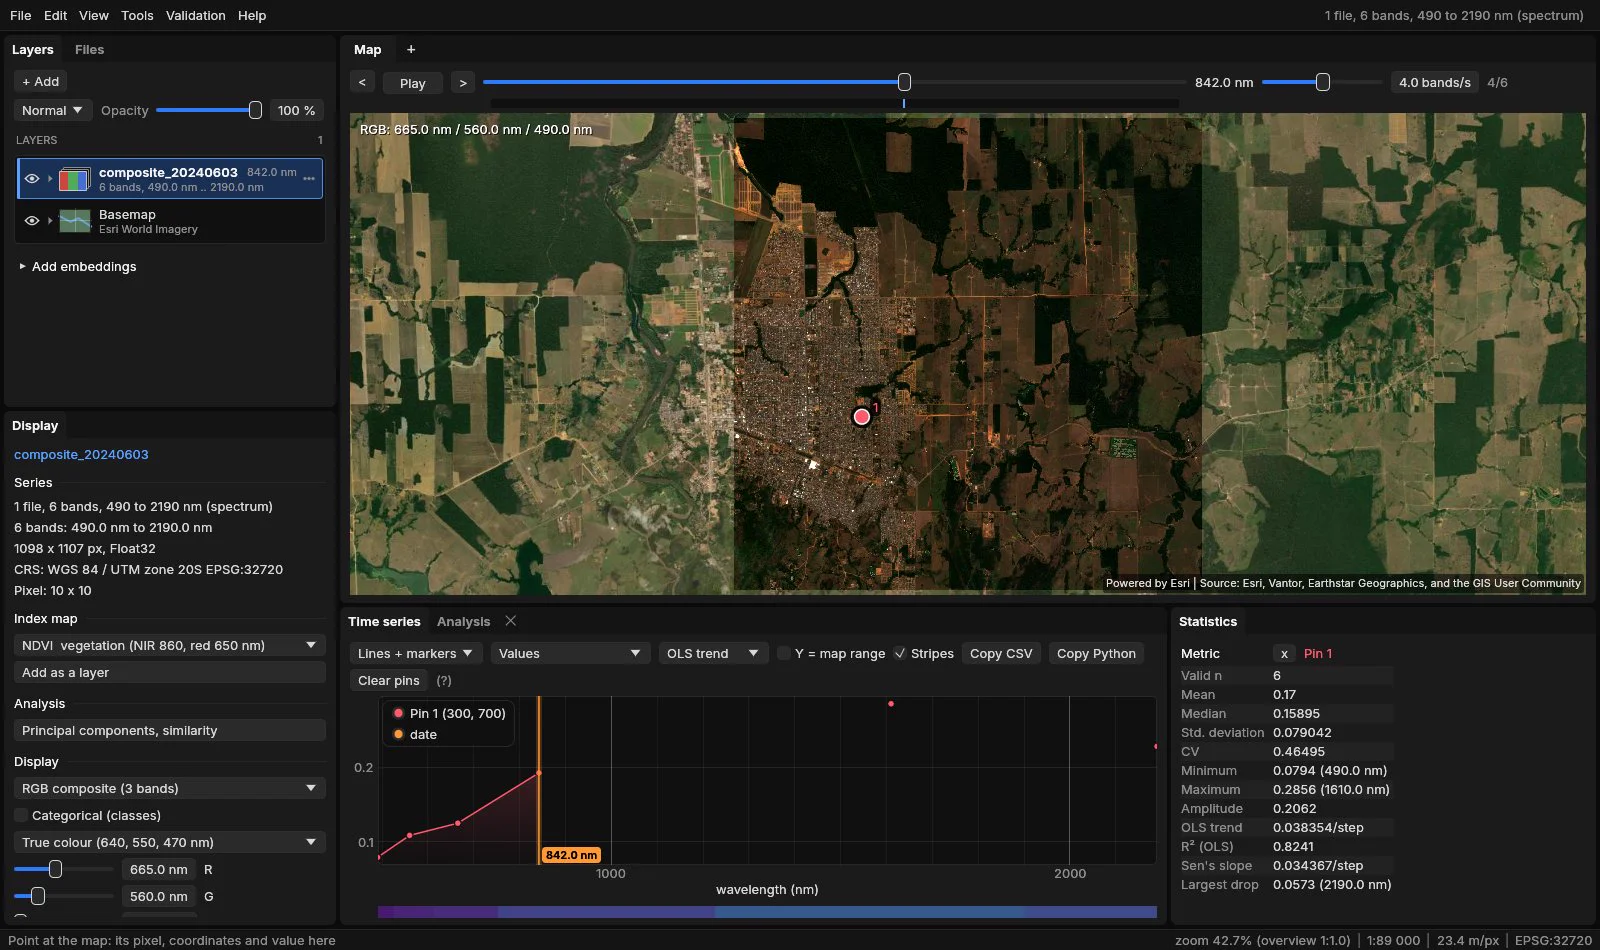 File Edit View Tools Validation Help
1 file, 6 bands, 490 to 2190 nm (spectrum)
Layers Files
+ Add
Normal Opacity 100 %
LAYERS 1
composite_20240603 842.0 nm
6 bands, 490.0 nm .. 2190.0 nm
Basemap
Esri World Imagery
Add embeddings
Display
composite_20240603
Series
1 file, 6 bands, 490 to 2190 nm (spectrum)
6 bands: 490.0 nm to 2190.0 nm
1098 x 1107 px, Float32
CRS: WGS 84 / UTM zone 20S EPSG:32720
Pixel: 10 x 10
Index map
NDVI vegetation (NIR 860, red 650 nm)
Add as a layer
Analysis
Principal components, similarity
Display
RGB composite (3 bands)
Categorical (classes)
True colour (640, 550, 470 nm)
665.0 nm R
560.0 nm G
Map +
< Play > 842.0 nm 4.0 bands/s 4/6
RGB: 665.0 nm / 560.0 nm / 490.0 nm
1
Powered by Esri | Source: Esri, Vantor, Earthstar Geographics, and the GIS User Community
Time series Analysis
Lines + markers Values OLS trend Y = map range Stripes Copy CSV Copy Python
Clear pins (?)
Pin 1 (300, 700)
date
0.2
0.1
842.0 nm
1000 2000
wavelength (nm)
Statistics
Metric x Pin 1
Valid n 6
Mean 0.17
Median 0.15895
Std. deviation 0.079042
CV 0.46495
Minimum 0.0794 (490.0 nm)
Maximum 0.2856 (1610.0 nm)
Amplitude 0.2062
OLS trend 0.038354/step
R² (OLS) 0.8241
Sen's slope 0.034367/step
Largest drop 0.0573 (2190.0 nm)
Point at the map: its pixel, coordinates and value here
zoom 42.7% (overview 1:1.0) | 1:89 000 | 23.4 m/px | EPSG:32720